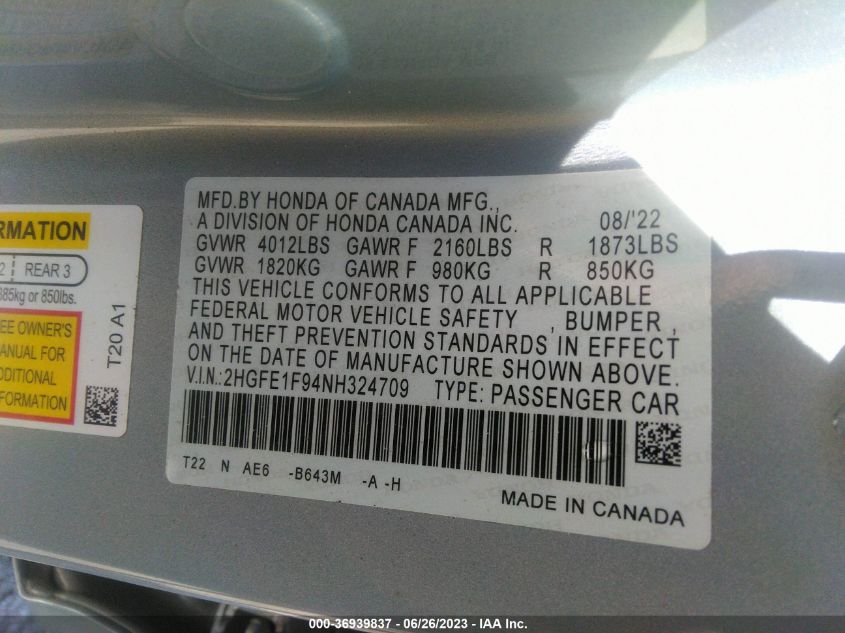 MFD.BY HONDA OF CANADA MFG.,
A DIVISION OF HONDA CANADA INC. 08/'22
GVWR 4012LBS GAWR F 2160LBS R 1873LBS
GVWR 1820KG GAWR F 980KG R 850KG
THIS VEHICLE CONFORMS TO ALL APPLICABLE
FEDERAL MOTOR VEHICLE SAFETY , BUMPER ,
AND THEFT PREVENTION STANDARDS IN EFFECT
ON THE DATE OF MANUFACTURE SHOWN ABOVE.
V.I.N.:2HGFE1F94NH324709 TYPE: PASSENGER CAR
T22 N AE6 -B643M -A -H
MADE IN CANADA
RMATION
2 REAR 3
385kg or 850lbs.
EE OWNER'S
ANUAL FOR
DDITIONAL
FORMATION
T20 A1
000-36939837 - 06/26/2023 - IAA Inc.